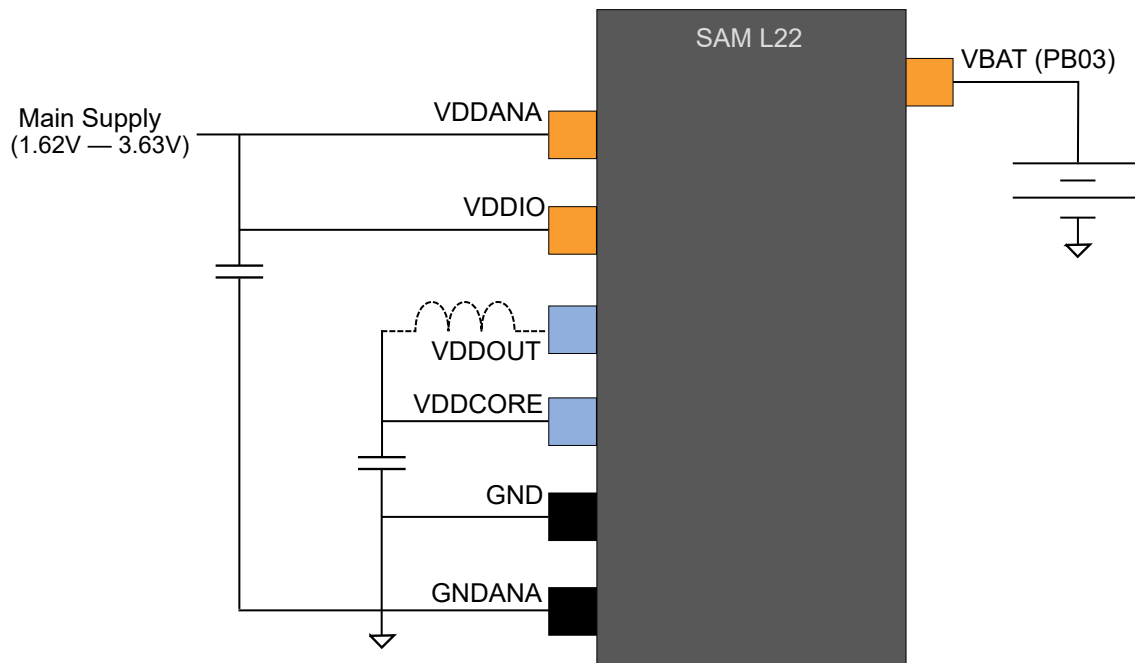 SAM L22
VBAT (PB03)
VDDANA
Main Supply
(1.62V — 3.63V)
VDDIO
VDDOUT
VDDCORE
GND
GNDANA